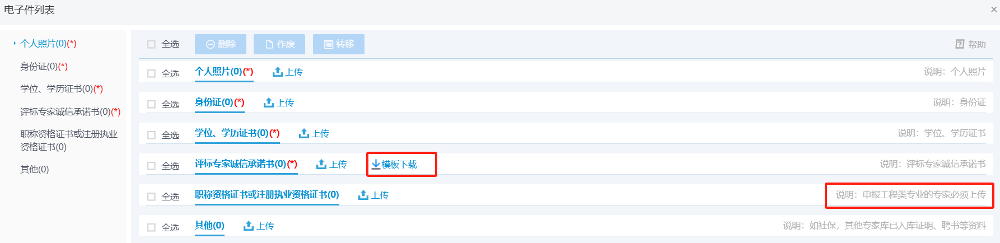 电子件列表
×
个人照片(0)(*)
身份证(0)(*)
学位、学历证书(0)(*)
评标专家诚信承诺书(0)(*)
职称资格证书或注册执业
资格证书(0)
其他(0)
全选 删除 作废 转移 帮助
全选 个人照片(0)(*) 上传 说明：个人照片
全选 身份证(0)(*) 上传 说明：身份证
全选 学位、学历证书(0)(*) 上传 说明：学位、学历证书
全选 评标专家诚信承诺书(0)(*) 上传 模板下载 说明：评标专家诚信承诺书
全选 职称资格证书或注册执业资格证书(0) 上传 说明：申报工程类专业的专家必须上传
全选 其他(0) 上传 说明：如社保，其他专家库已入库证明、聘书等资料